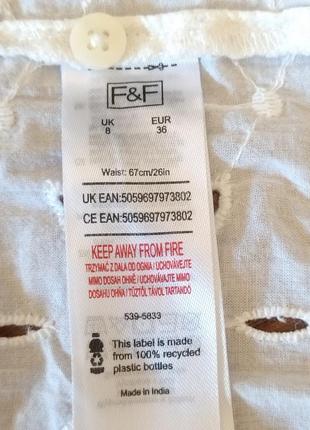 F&F
UK EUR
8 36
Waist: 67cm/26in
UK EAN:5059697973802
CE EAN:5059697973802
KEEP AWAY FROM FIRE
TRZYMAĆ Z DALA OD OGNIA / UCHOVÁVEJTE
MIMO DOSAH OHNĚ / UCHOVÁVAJTE MIMO
DOSAHU OHŇA / TŰZTŐL TÁVOL TARTANDÓ
539-5833
This label is made
from 100% recycled
plastic bottles
Made in India